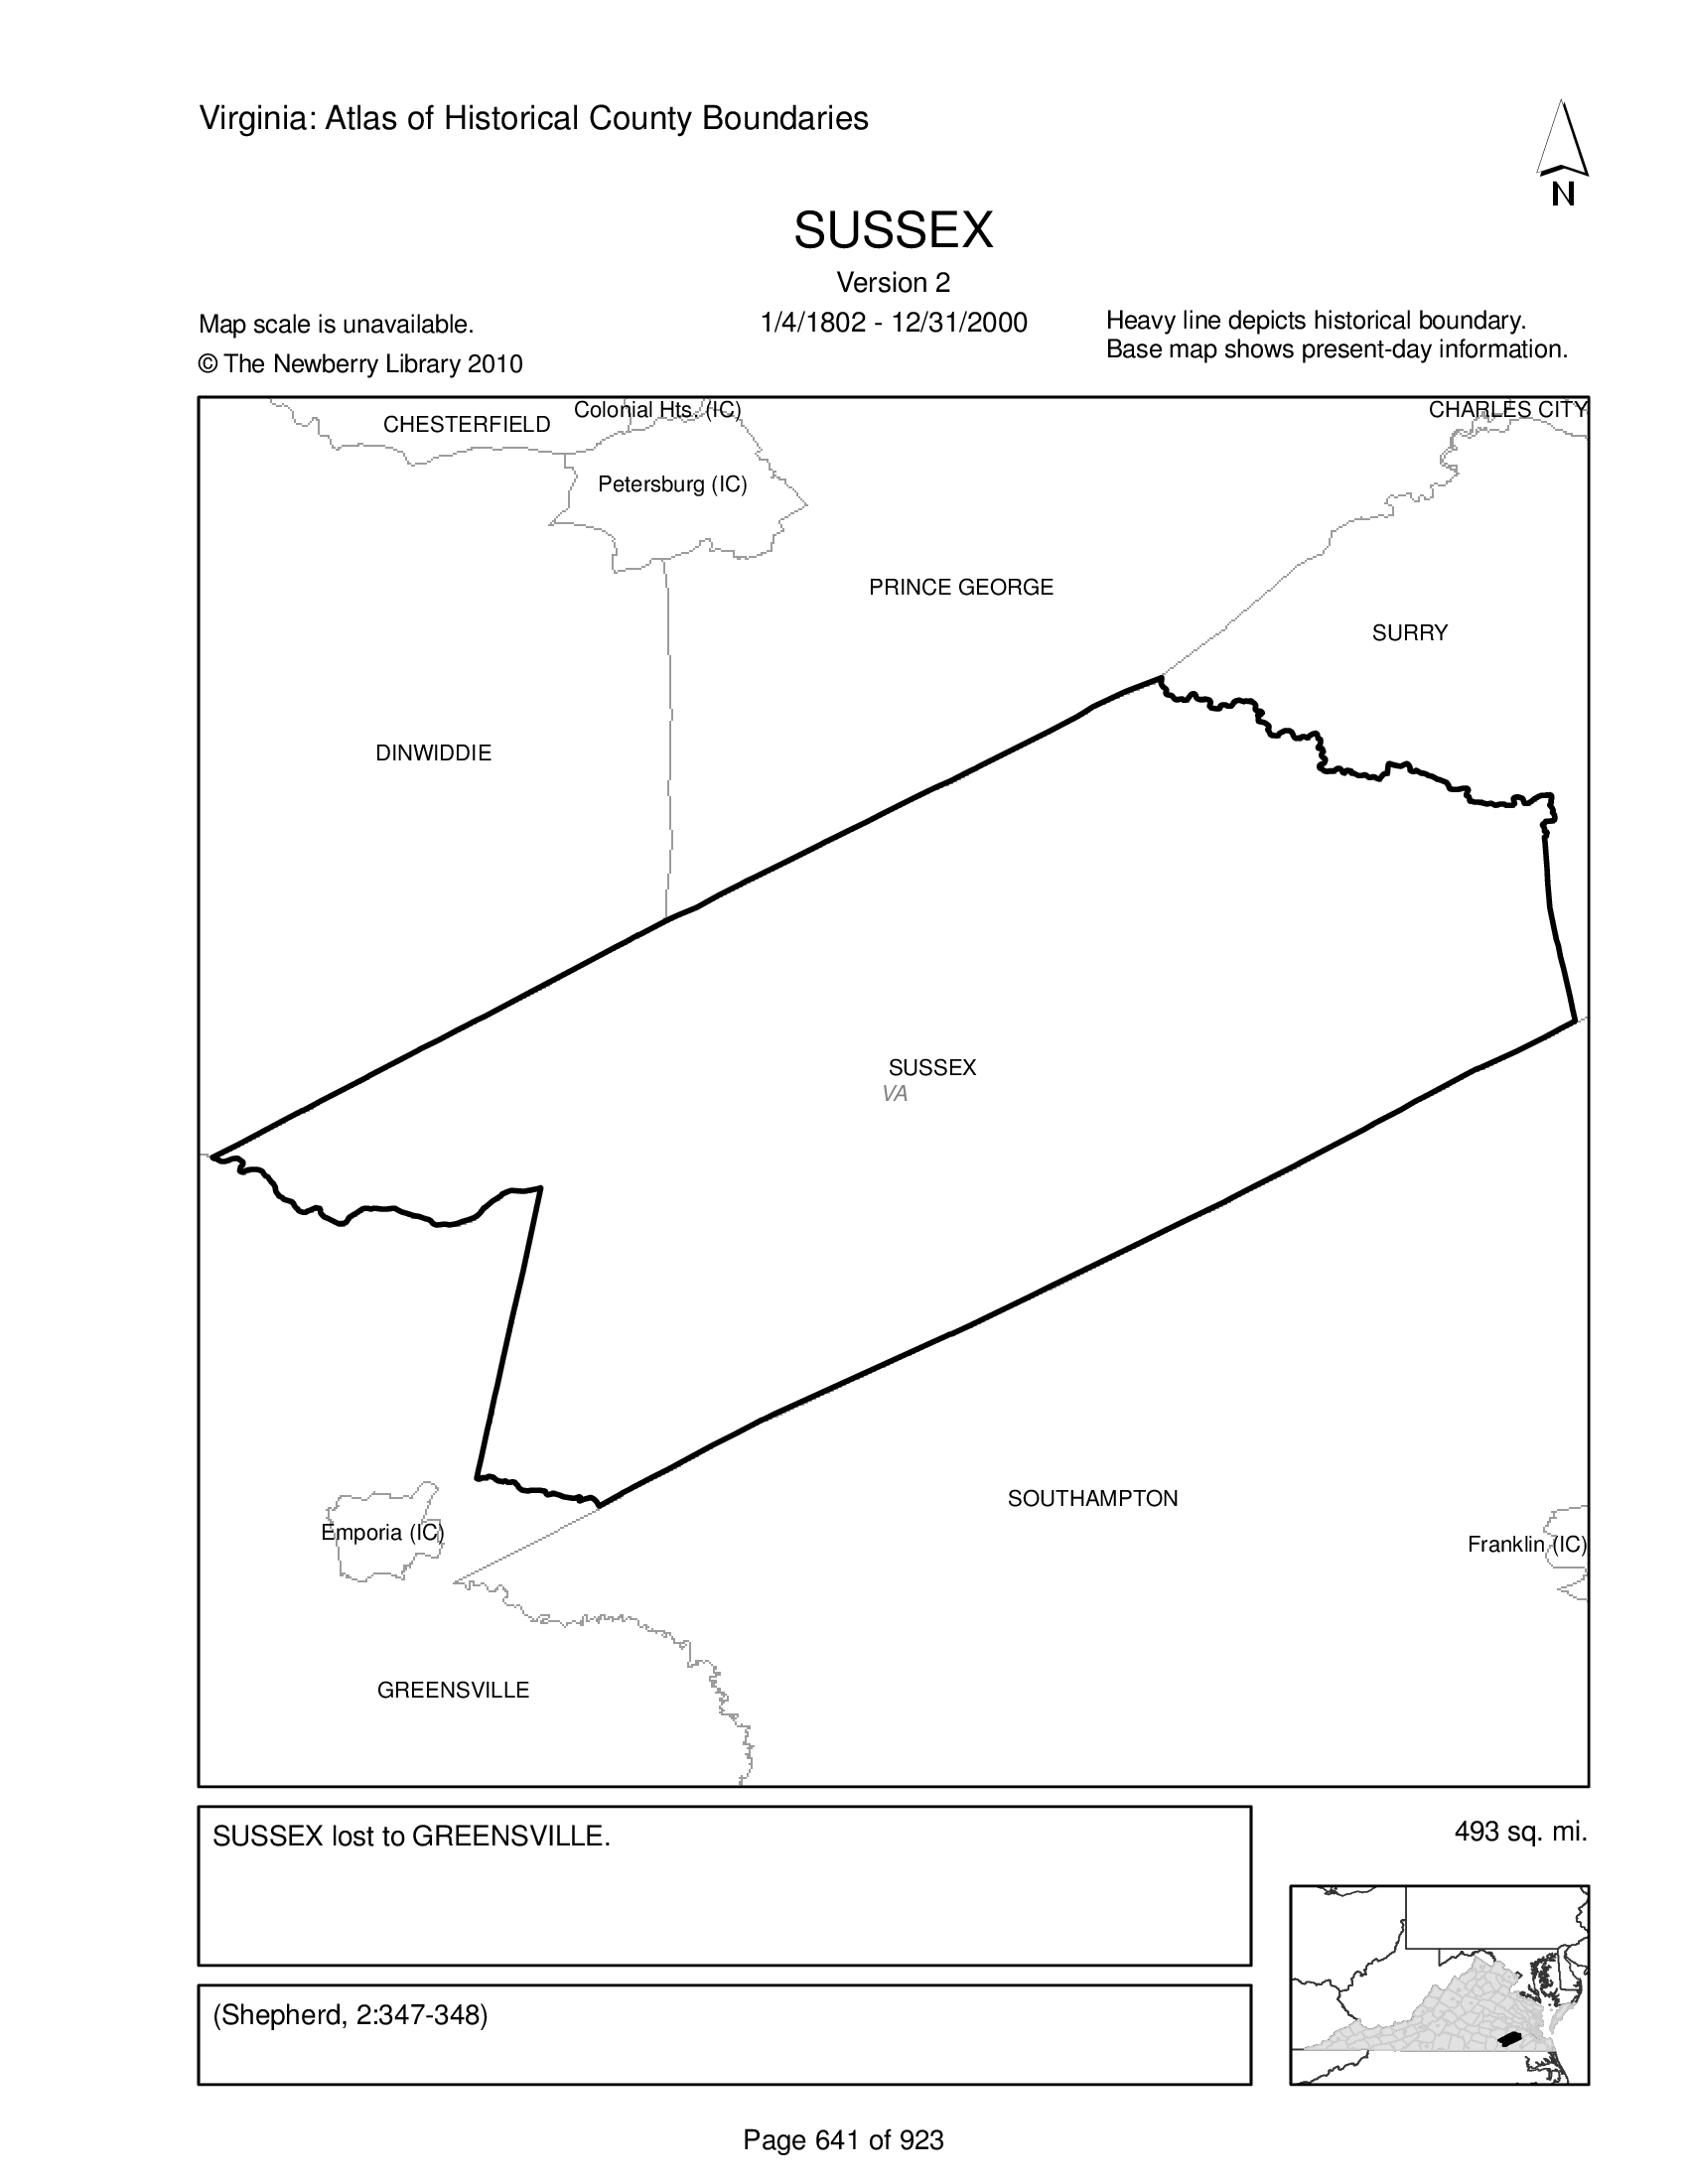 Virginia: Atlas of Historical County Boundaries
N
SUSSEX
Version 2
1/4/1802 - 12/31/2000
Map scale is unavailable.
© The Newberry Library 2010
Heavy line depicts historical boundary.
Base map shows present-day information.
Colonial Hts. (IC)
CHARLES CITY
CHESTERFIELD
Petersburg (IC)
PRINCE GEORGE
SURRY
DINWIDDIE
SUSSEX
VA
SOUTHAMPTON
Emporia (IC)
Franklin (IC)
GREENSVILLE
SUSSEX lost to GREENSVILLE.
493 sq. mi.
(Shepherd, 2:347-348)
Page 641 of 923